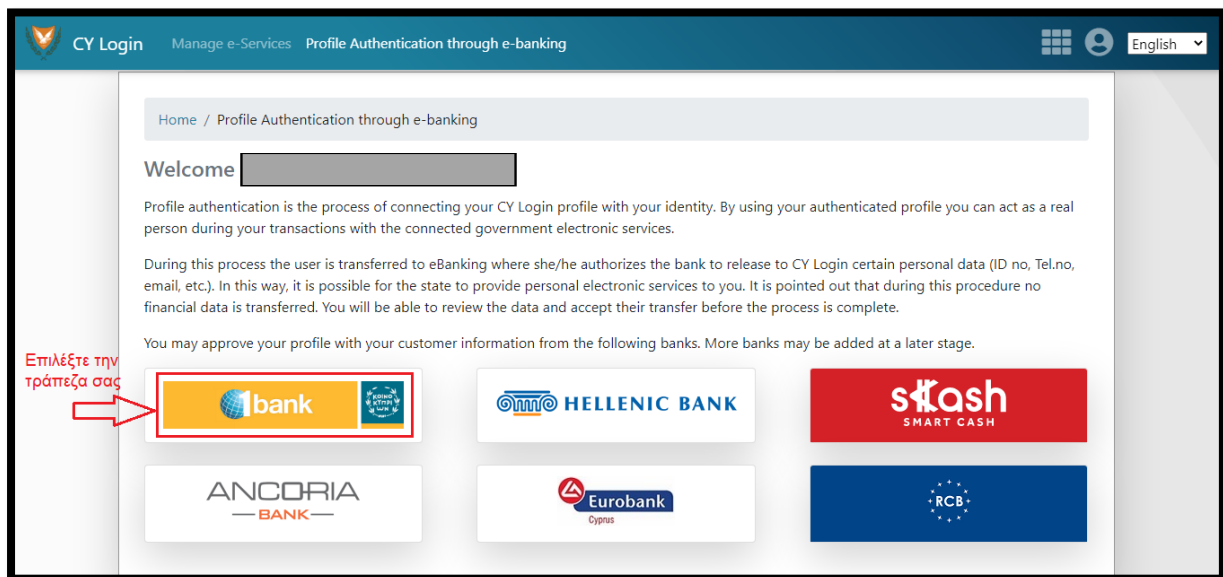 CY Login Manage e-Services Profile Authentication through e-banking English
Home / Profile Authentication through e-banking
Welcome
Profile authentication is the process of connecting your CY Login profile with your identity. By using your authenticated profile you can act as a real
person during your transactions with the connected government electronic services.
During this process the user is transferred to eBanking where she/he authorizes the bank to release to CY Login certain personal data (ID no, Tel.no,
email, etc.). In this way, it is possible for the state to provide personal electronic services to you. It is pointed out that during this procedure no
financial data is transferred. You will be able to review the data and accept their transfer before the process is complete.
You may approve your profile with your customer information from the following banks. More banks may be added at a later stage.
Επιλέξτε την
τράπεζα σας
1bank
ΚΟΙΝΟ
ΚΥΠΡΙ
ΩΝ
HELLENIC BANK
sKash
SMART CASH
ANCORIA
BANK
Eurobank
Cyprus
RCB